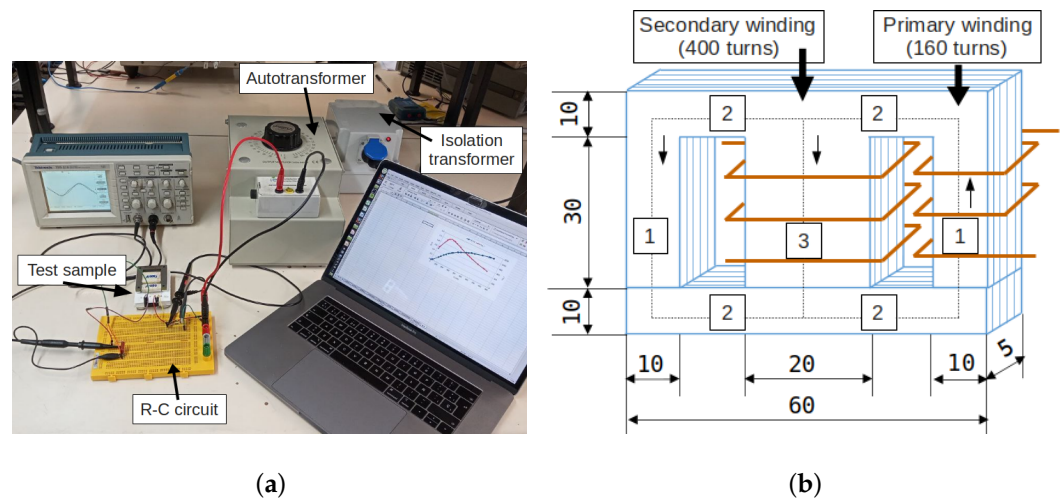 Autotransformer
Isolation
transformer
Test sample
R-C circuit
(a)
Secondary winding
(400 turns)
Primary winding
(160 turns)
10
2
2
30
1
3
1
10
2
2
10
20
10
5
60
(b)